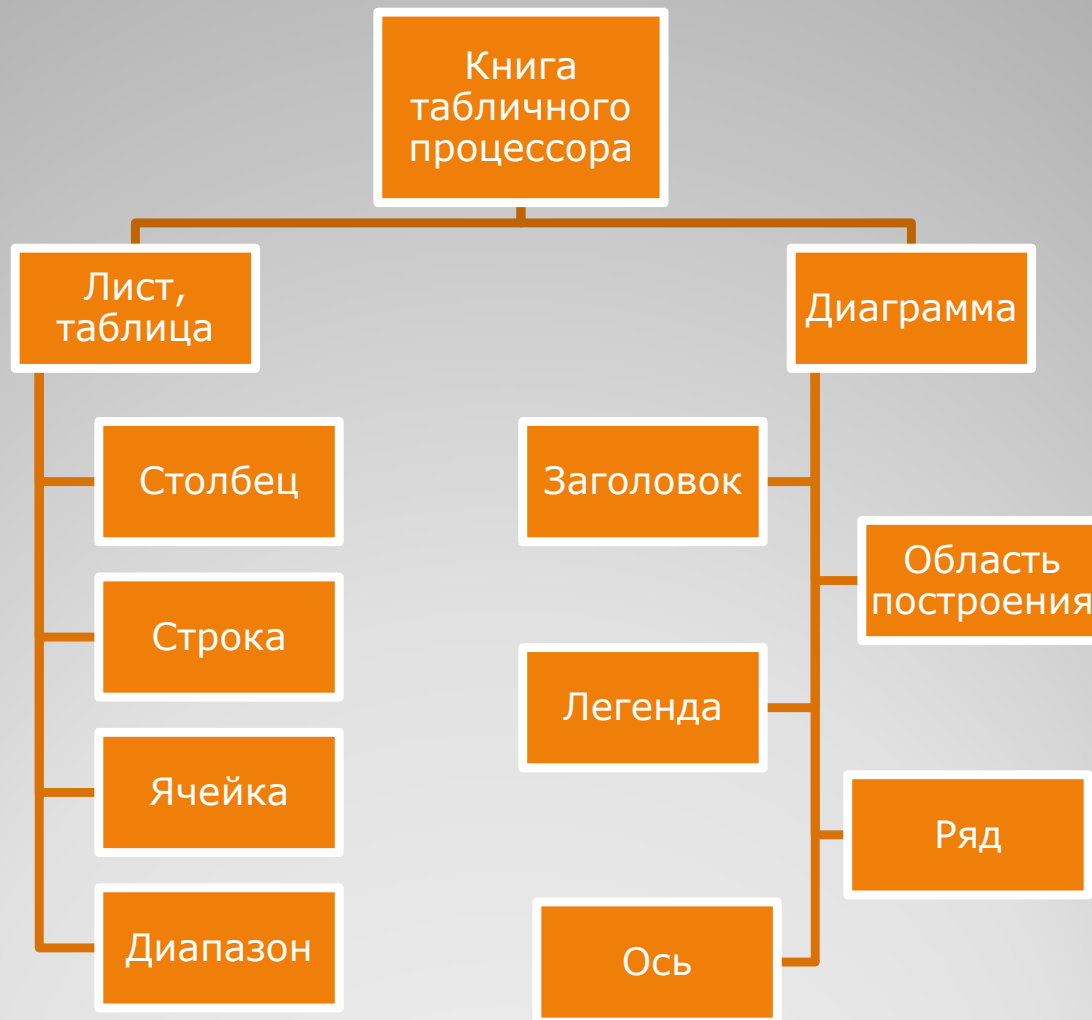 Книга
табличного
процессора
Лист,
таблица
Диаграмма
Столбец
Заголовок
Область
построения
Строка
Легенда
Ячейка
Ряд
Диапазон
Ось